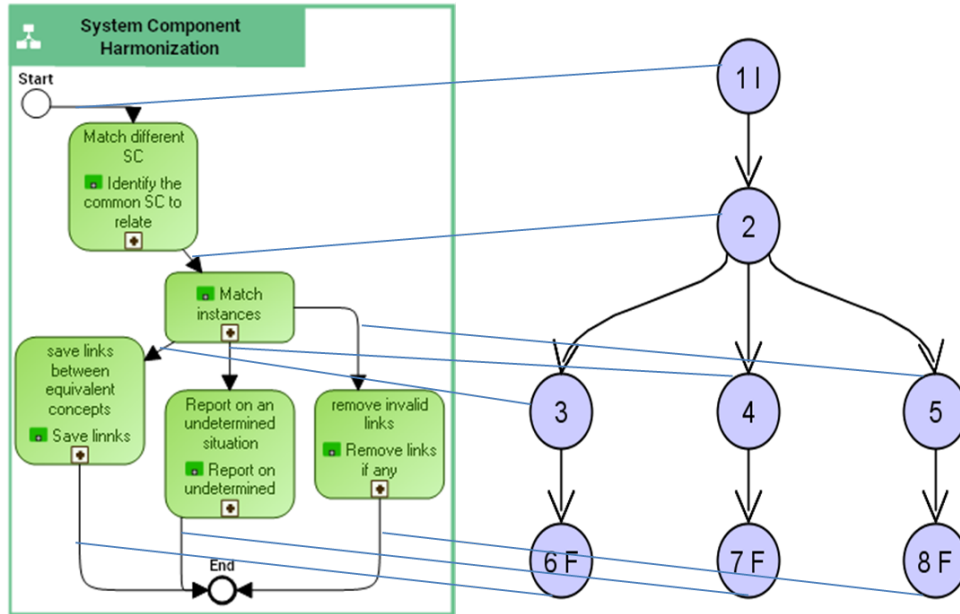 System Component
Harmonization
Start
Match different
SC
Identify the
common SC to
relate
Match
instances
save links
between
equivalent
concepts
Save linnks
Report on an
undetermined
situation
Report on
undetermined
remove invalid
links
Remove links
if any
End
1 I
2
3
4
5
6 F
7 F
8 F